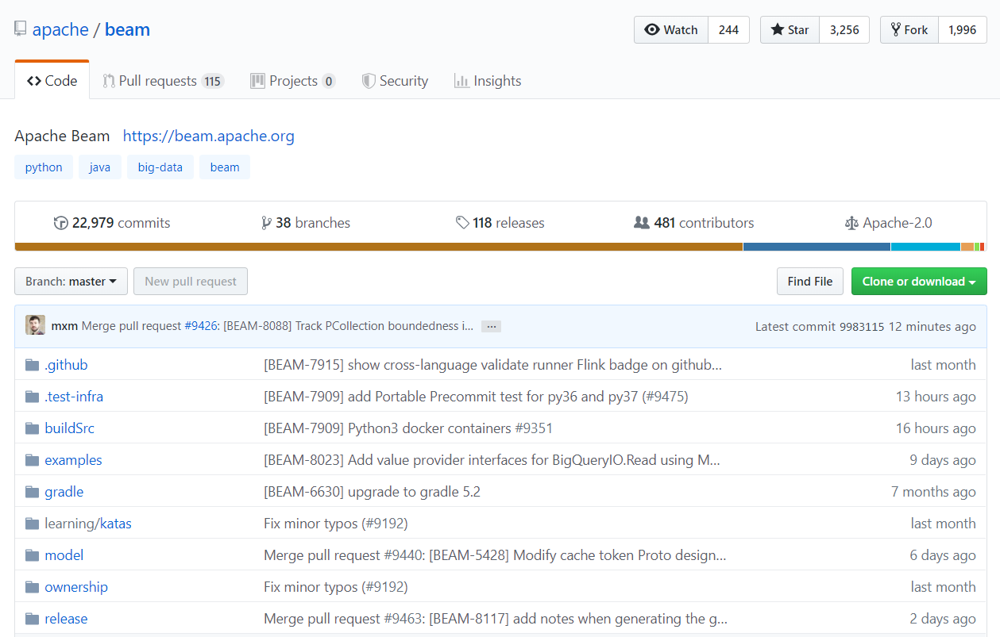 apache / beam Watch 244 Star 3,256 Fork 1,996
Code Pull requests 115 Projects 0 Security Insights
Apache Beam https://beam.apache.org
python java big-data beam
22,979 commits 38 branches 118 releases 481 contributors Apache-2.0
Branch: master New pull request Find File Clone or download
mxm Merge pull request #9426: [BEAM-8088] Track PCollection boundedness i... ... Latest commit 9983115 12 minutes ago
.github [BEAM-7915] show cross-language validate runner Flink badge on github... last month
.test-infra [BEAM-7909] add Portable Precommit test for py36 and py37 (#9475) 13 hours ago
buildSrc [BEAM-7909] Python3 docker containers #9351 16 hours ago
examples [BEAM-8023] Add value provider interfaces for BigQueryIO.Read using M... 9 days ago
gradle [BEAM-6630] upgrade to gradle 5.2 7 months ago
learning/katas Fix minor typos (#9192) last month
model Merge pull request #9440: [BEAM-5428] Modify cache token Proto design... 6 days ago
ownership Fix minor typos (#9192) last month
release Merge pull request #9463: [BEAM-8117] add notes when generating the g... 2 days ago